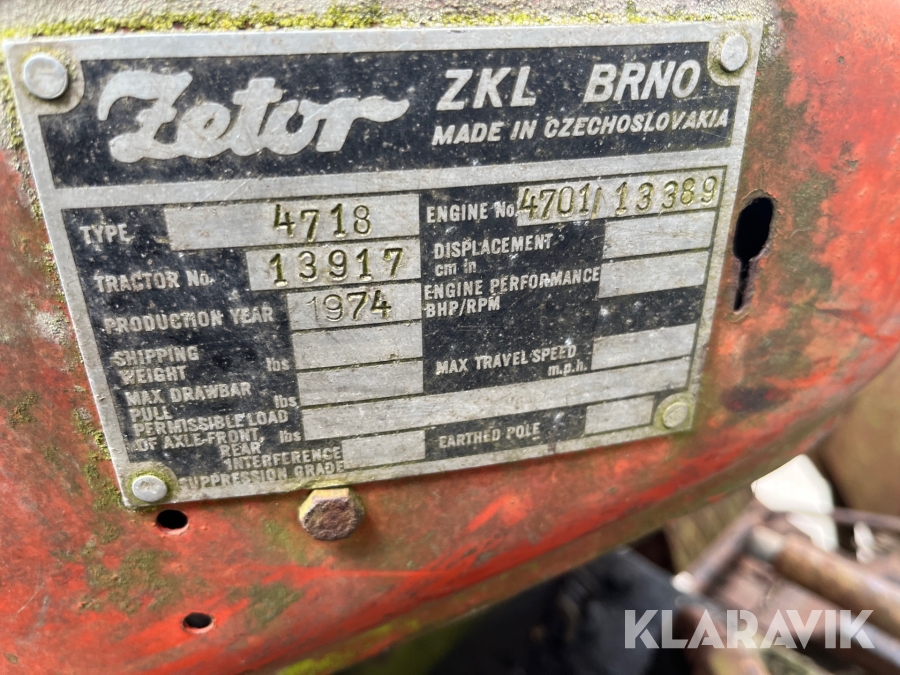 Zetor
ZKL BRNO
MADE IN CZECHOSLOVAKIA
TYPE 4718
TRACTOR No. 13917
PRODUCTION YEAR 1974
SHIPPING
WEIGHT lbs
MAX DRAWBAR
PULL lbs
PERMISSIBLE LOAD
OF AXLE-FRONT lbs
REAR
INTERFERENCE
SUPPRESSION GRADE
ENGINE No. 4701 13389
DISPLACEMENT
cm in
ENGINE PERFORMANCE
BHP/RPM
MAX TRAVEL SPEED
m.p.h.
EARTHED POLE
KLARAVIK